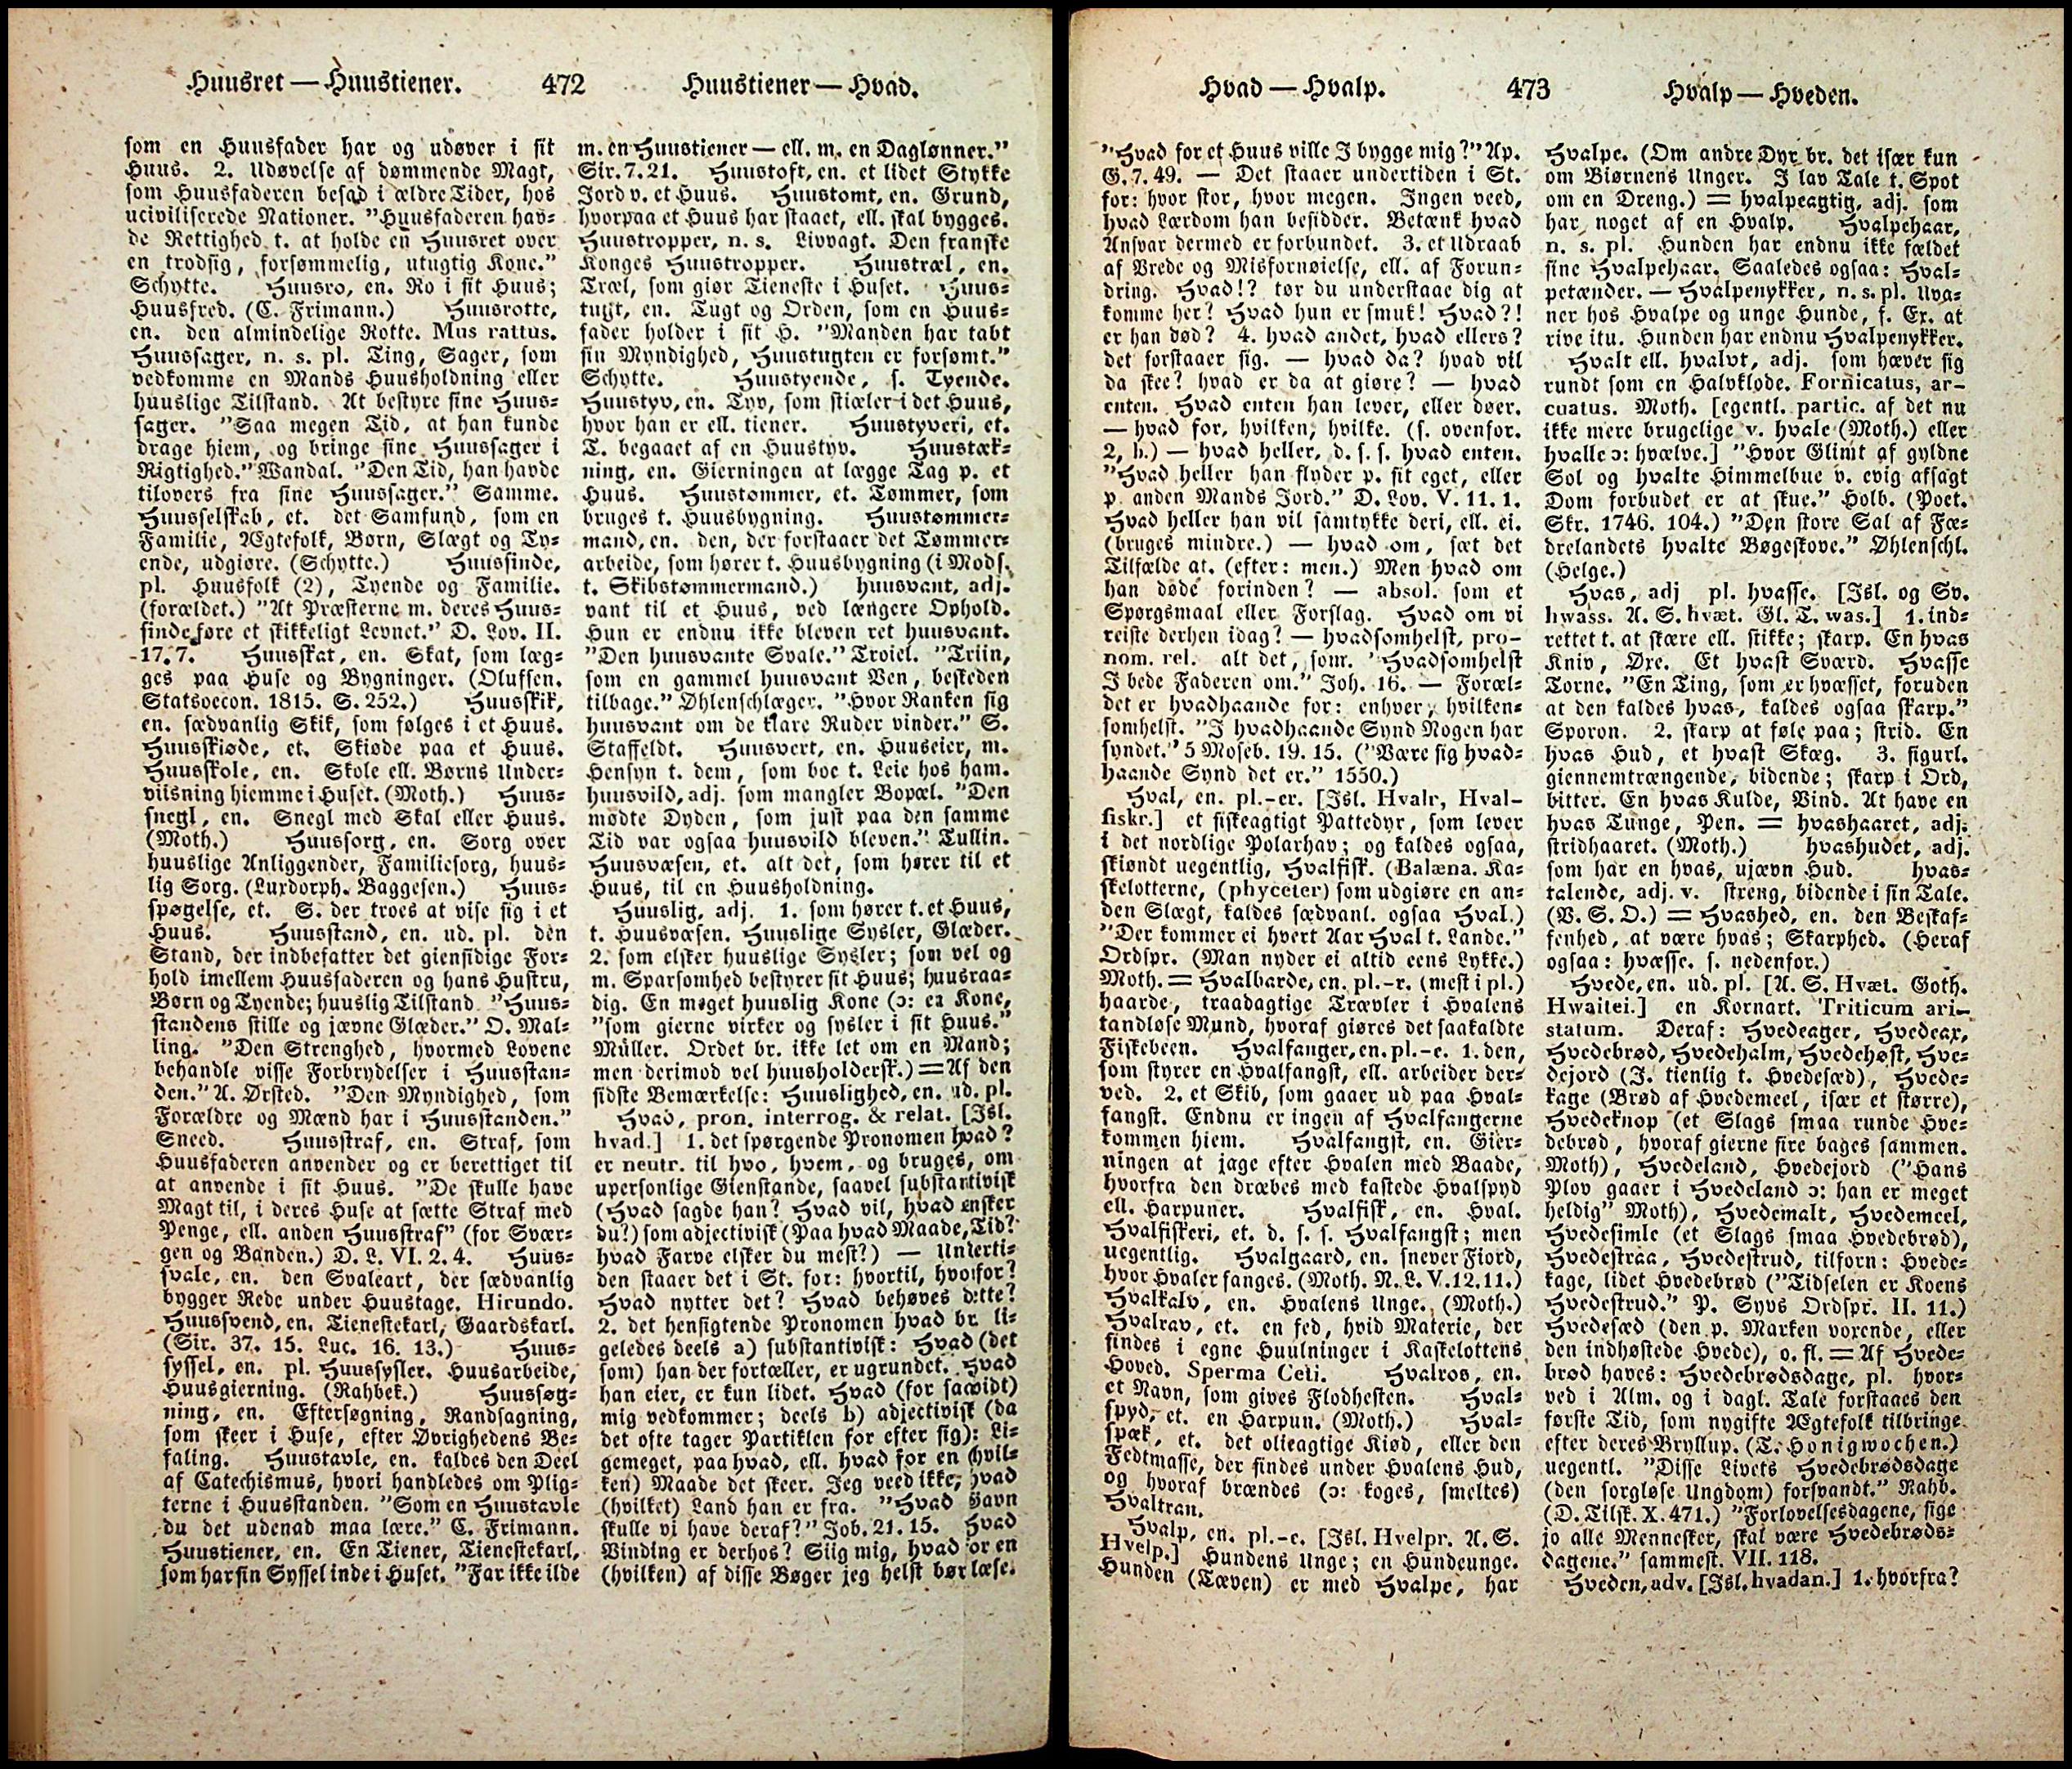 Huusret — Huustiener. 472 Huustiener — Hvad.
som en Huusfader har og udøver i sit
Huus. 2. Udøvelse af dømmende Magt,
som Huusfaderen besad i ældre Tider, hos
uciviliserede Nationer. "Huusfaderen hav-
de Rettighed t. at holde en Huusret over
en trodsig, forsømmelig, utugtig Kone."
Schytte. Huusro, en. Ro i sit Huus;
Huusfred. (C. Frimann.) Huusrotte,
en. den almindelige Rotte. Mus rattus.
Huussager, n. s. pl. Ting, Sager, som
vedkomme en Mands Huusholdning eller
huuslige Tilstand. At bestyre sine Huus-
sager. "Saa megen Tid, at han kunde
drage hiem, og bringe sine Huussager i
Rigtighed." Wandal. "Den Tid, han havde
tilovers fra sine Huussager." Samme.
Huusselskab, et. det Samfund, som en
Familie, Ægtefolk, Børn, Slægt og Ty-
ende, udgiøre. (Schytte.) Huussinde,
pl. Huusfolk (2), Tyende og Familie.
(forældet.) "At Præsterne m. deres Huus-
sinde føre et skikkeligt Levnet." D. Lov. II.
17. 7. Huusskat, en. Skat, som læg-
ges paa Huse og Bygninger. (Olufsen.
Statsoecon. 1815. S. 252.) Huusskik,
en. sædvanlig Skik, som følges i et Huus.
Huusskiøde, et. Skiøde paa et Huus.
Huusskole, en. Skole ell. Børns Under-
viisning hiemme i Huset. (Moth.) Huus-
snegl, en. Snegl med Skal eller Huus.
(Moth.) Huussorg, en. Sorg over
huuslige Anliggender, Familiesorg, huus-
lig Sorg. (Luxdorph. Baggesen.) Huus-
spøgelse, et. S. der troes at vise sig i et
Huus. Huusstand, en. ud. pl. den
Stand, der indbefatter det giensidige For-
hold imellem Huusfaderen og hans Hustru,
Børn og Tyende; huuslig Tilstand. "Huus-
standens stille og jævne Glæder." O. Mal-
ling. "Den Strenghed, hvormed Lovene
behandle visse Forbrydelser i Huusstan-
den." A. Ørsted. "Den Myndighed, som
Forældre og Mænd har i Huusstanden."
Sneed. Huusstraf, en. Straf, som
Huusfaderen anvender og er berettiget til
at anvende i sit Huus. "De skulle have
Magt til, i deres Huse at sætte Straf med
Penge, ell. anden Huusstraf" (for Svær-
gen og Banden.) D. L. VI. 2. 4. Huus-
svale, en. den Svaleart, der sædvanlig
bygger Rede under Huustage. Hirundo.
Huussvend, en. Tienestekarl, Gaardskarl.
(Sir. 37. 15. Luc. 16. 13.) Huus-
syssel, en. pl. Huussysler. Huusarbeide,
Huusgierning. (Rahbek.) Huussøg-
ning, en. Eftersøgning, Randsagning,
som skeer i Huse, efter Øvrighedens Be-
faling. Huustavle, en. kaldes den Deel
af Catechismus, hvori handledes om Plig-
terne i Huusstanden. "Som en Huustavle
du det udenad maa lære." C. Frimann.
Huustiener, en. En Tiener, Tienestekarl,
som har sin Syssel inde i Huset. "Far ikke ilde
m. en Huustiener — ell. m. en Daglønner."
Sir. 7. 21. Huustoft, en. et lidet Stykke
Jord v. et Huus. Huustomt, en. Grund,
hvorpaa et Huus har staaet, ell. skal bygges.
Huustropper, n. s. Livvagt. Den franske
Konges Huustropper. Huustræl, en.
Træl, som giør Tieneste i Huset. Huus-
tugt, en. Tugt og Orden, som en Huus-
fader holder i sit H. "Manden har tabt
sin Myndighed, Huustugten er forsømt."
Schytte. Huustyende, s. Tyende.
Huustyv, en. Tyv, som stiæler i det Huus,
hvor han er ell. tiener. Huustyveri, et.
T. begaaet af en Huustyv. Huustæk-
ning, en. Gierningen at lægge Tag p. et
Huus. Huustømmer, et. Tømmer, som
bruges t. Huusbygning. Huustømmer-
mand, en. den, der forstaaer det Tømmer-
arbeide, som hører t. Huusbygning (i Mods.
t. Skibstømmermand.) huusvant, adj.
vant til et Huus, ved længere Ophold.
Hun er endnu ikke bleven ret huusvant.
"Den huusvante Svale." Troiel. "Triin,
som en gammel huusvant Ven, besteden
tilbage." Øhlenschlæger. "Hvor Ranken sig
huusvant om de klare Ruder vinder." S.
Staffeldt. Huusvert, en. Huuseier, m.
Hensyn t. dem, som boe t. Leie hos ham.
huusvild, adj. som mangler Bopæl. "Den
mødte Dyden, som just paa den samme
Tid var ogsaa huusvild bleven." Tullin.
Huusvæsen, et. alt det, som hører til et
Huus, til en Huusholdning.
Huuslig, adj. 1. som hører t. et Huus,
t. Huusvæsen. Huuslige Sysler, Glæder.
2. som elsker huuslige Sysler; som vel og
m. Sparsomhed bestyrer sit Huus; huusraa-
dig. En meget huuslig Kone (ɔ: en Kone,
"som gierne virker og sysler i sit Huus."
Müller. Ordet br. ikke let om en Mand;
men derimod vel huusholdersk.) = Af den
sidste Bemærkelse: Huuslighed, en. ud. pl.
Hvad, pron. interrog. & relat. [Isl.
hvad.] 1. det spørgende Pronomen hvad?
er neutr. til hvo, hvem, og bruges, om
upersonlige Gienstande, saavel substantivisk
(Hvad sagde han? Hvad vil, hvad ønsker
du?) som adjectivisk (Paa hvad Maade, Tid?
hvad Farve elsker du mest?) — Underti-
den staaer det i St. for: hvortil, hvorfor?
Hvad nytter det? Hvad behøves dette?
2. det hensigtende Pronomen hvad br. li-
geledes deels a) substantivisk: Hvad (det
som) han der fortæller, er ugrundet. Hvad
han eier, er kun lidet. Hvad (for saavidt)
mig vedkommer; deels b) adjectivisk (da
det ofte tager Partiklen for efter sig): Li-
gemeget, paa hvad, ell. hvad for en (hvil-
ken) Maade det skeer. Jeg veed ikke, hvad
(hvilket) Land han er fra. "Hvad Gavn
skulle vi have deraf?" Job. 21. 15. Hvad
Vinding er derhos? Siig mig, hvad for en
(hvilken) af disse Bøger jeg helst bør læse.
Hvad — Hvalp. 473 Hvalp — Hveden.
"Hvad for et Huus ville I bygge mig?" Ap.
G. 7. 49. — Det staaer undertiden i St.
for: hvor stor, hvor megen. Ingen veed,
hvad Lærdom han besidder. Betænk hvad
Ansvar dermed er forbundet. 3. et Udraab
af Vrede og Misfornøielse, ell. af Forun-
dring. Hvad!? tør du understaae dig at
komme her? Hvad hun er smuk! Hvad?!
er han død? 4. hvad andet, hvad ellers?
det forstaaer sig. — hvad da? hvad vil
da skee? hvad er da at giøre? — hvad
enten. Hvad enten han lever, eller døer.
— hvad for, hvilken, hvilke. (s. ovenfor.
2, b.) — hvad heller, d. s. s. hvad enten.
"Hvad heller han flyder p. sit eget, eller
p. anden Mands Jord." D. Lov. V. 11. 1.
Hvad heller han vil samtykke deri, ell. ei.
(bruges mindre.) — hvad om, sæt det
Tilfælde at. (efter: men.) Men hvad om
han døde forinden? — absol. som et
Spørgsmaal eller Forslag. Hvad om vi
reiste derhen idag? — hvadsomhelst, pro-
nom. rel. alt det, som. "Hvadsomhelst
I bede Faderen om." Joh. 16. — Foræl-
det er hvadhaande for: enhver, hvilken-
somhelst. "I hvadhaande Synd Nogen har
syndet." 5 Moseb. 19. 15. ("Være sig hvad-
haande Synd det er." 1550.)
Hval, en. pl.-er. [Isl. Hvalr, Hval-
fiskr.] et fiskeagtigt Pattedyr, som lever
i det nordlige Polarhav; og kaldes ogsaa,
skiøndt uegentlig, Hvalfisk. (Balæna. Ka-
skelotterne, (phyceter) som udgiøre en an-
den Slægt, kaldes sædvanl. ogsaa Hval.)
"Der kommer ei hvert Aar Hval t. Lande."
Ordspr. (Man nyder ei altid eens Lykke.)
Moth. = Hvalbarde, en. pl.-r. (mest i pl.)
haarde, traadagtige Trævler i Hvalens
tandløse Mund, hvoraf giøres det saakaldte
Fiskebeen. Hvalfanger, en. pl.-e. 1. den,
som styrer en Hvalfangst, ell. arbeider der-
ved. 2. et Skib, som gaaer ud paa Hval-
fangst. Endnu er ingen af Hvalfangerne
kommen hiem. Hvalfangst, en. Gier-
ningen at jage efter Hvalen med Baade,
hvorfra den dræbes med kastede Hvalspyd
ell. Harpuner. Hvalfisk, en. Hval.
Hvalfiskeri, et. d. s. s. Hvalfangst; men
uegentlig. Hvalgaard, en. snever Fiord,
hvor Hvaler fanges. (Moth. N. L. V. 12. 11.)
Hvalkalv, en. Hvalens Unge. (Moth.)
Hvalrav, et. en fed, hvid Materie, der
findes i egne Huulninger i Kaskelottens
Hoved. Sperma Ceti. Hvalros, en.
et Navn, som gives Flodhesten. Hval-
spyd, et. en Harpun. (Moth.) Hval-
spæk, et. det olieagtige Kiød, eller den
Fedtmasse, der findes under Hvalens Hud,
og hvoraf brændes (ɔ: koges, smeltes)
Hvaltran.
Hvalp, en. pl.-e. [Isl. Hvelpr. A. S.
Hvelp.] Hundens Unge; en Hundeunge.
Hunden (Tæven) er med Hvalpe, har
Hvalpe. (Om andre Dyr br. det især kun
om Biørnens Unger. I lav Tale t. Spot
om en Dreng.) = hvalpeagtig, adj. som
har noget af en Hvalp. Hvalpehaar,
n. s. pl. Hunden har endnu ikke fældet
sine Hvalpehaar. Saaledes ogsaa: Hval-
petænder. — Hvalpenykker, n. s. pl. Uva-
ner hos Hvalpe og unge Hunde, f. Ex. at
rive itu. Hunden har endnu Hvalpenykker.
Hvalt ell. hvalvt, adj. som hæver sig
rundt som en Halvklode. Fornicatus, ar-
cuatus. Moth. [egentl. partic. af det nu
ikke mere brugelige v. hvale (Moth.) eller
hvalle ɔ: hvælve.] "Hvor Glimt af gyldne
Sol og hvalte Himmelbue v. evig afsagt
Dom forbudet er at skue." Holb. (Poet.
Skr. 1746. 104.) "Den store Sal af Fæ-
drelandets hvalte Bøgeskove." Øhlenschl.
(Helge.)
Hvas, adj pl. hvasse. [Isl. og Sv.
hwass. A. S. hvæt. Gl. T. was.] 1. ind-
rettet t. at skære ell. stikke; skarp. En hvas
Kniv, Øxe. Et hvast Sværd. Hvasse
Torne. "En Ting, som er hvæsset, foruden
at den kaldes hvas, kaldes ogsaa skarp."
Sporon. 2. skarp at føle paa; strid. En
hvas Hud, et hvast Skæg. 3. figurl.
giennemtrængende, bidende; skarp i Ord,
bitter. En hvas Kulde, Vind. At have en
hvas Tunge, Pen. = hvashaaret, adj.
stridhaaret. (Moth.) hvashudet, adj.
som har en hvas, ujævn Hud. hvas-
talende, adj. v. streng, bidende i sin Tale.
(V. S. O.) = Hvashed, en. den Beskaf-
fenhed, at være hvas; Skarphed. (Heraf
ogsaa: hvæsse. s. nedenfor.)
Hvede, en. ud. pl. [A. S. Hvæt. Goth.
Hwaitei.] en Kornart. Triticum ari-
statum. Deraf: Hvedeager, Hvedeax,
Hvedebrød, Hvedehalm, Hvedehøst, Hve-
dejord (J. tienlig t. Hvedesæd), Hvede-
kage (Brød af Hvedemeel, især et større),
Hvedeknop (et Slags smaa runde Hve-
debrød, hvoraf gierne fire bages sammen.
Moth), Hvedeland, Hvedejord ("Hans
Plov gaaer i Hvedeland ɔ: han er meget
heldig" Moth), Hvedemalt, Hvedemeel,
Hvedesimle (et Slags smaa Hvedebrød),
Hvedestraa, Hvedestrud, tilforn: Hvede-
kage, lidet Hvedebrød ("Tidselen er Koens
Hvedestrud." P. Syvs Ordspr. II. 11.)
Hvedesæd (den p. Marken voxende, eller
den indhøstede Hvede), o. fl. = Af Hvede-
brød haves: Hvedebrødsdage, pl. hvor-
ved i Alm. og i dagl. Tale forstaaes den
første Tid, som nygifte Ægtefolk tilbringe
efter deres Bryllup. (T. Honigwochen.)
uegentl. "Disse Livets Hvedebrødsdage
(den sorgløse Ungdom) forsvandt." Rahb.
(D. Tilsk. X. 471.) "Forlovelsesdagene, sige
jo alle Mennesker, skal være Hvedebrøds-
dagene." sammest. VII. 118.
Hveden, adv. [Isl. hvadan.] 1. hvorfra?